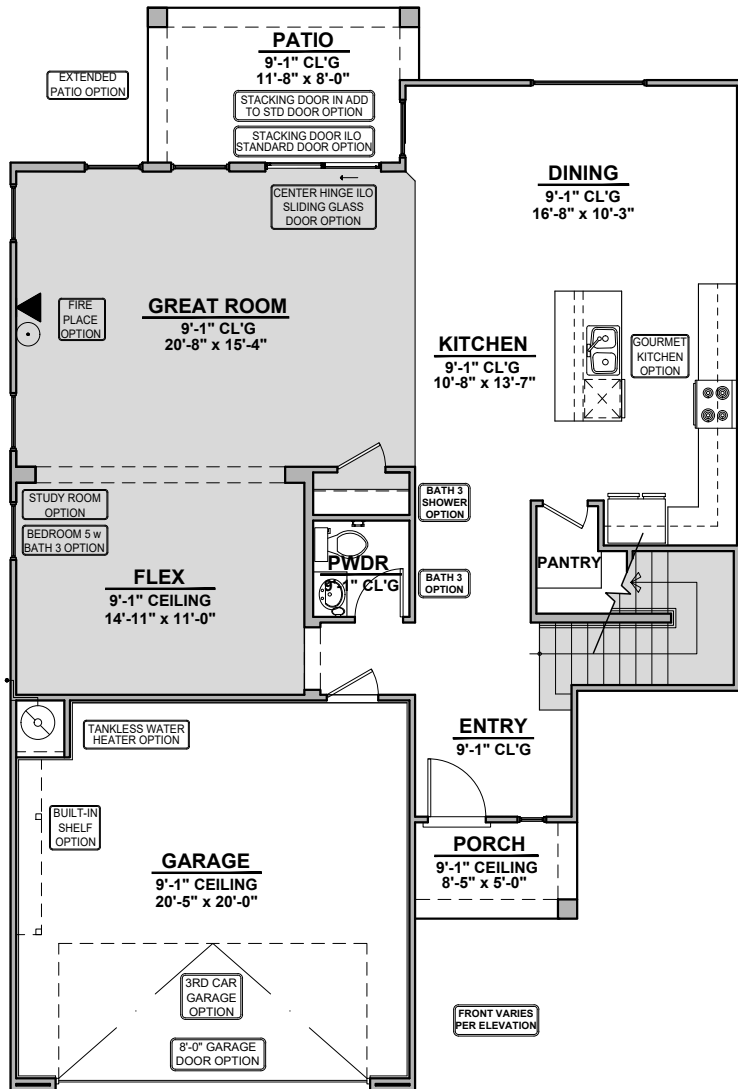 PATIO
9'-1" CL'G
11'-8" x 8'-0"
EXTENDED
PATIO OPTION
STACKING DOOR IN ADD
TO STD DOOR OPTION
STACKING DOOR ILO
STANDARD DOOR OPTION
CENTER HINGE ILO
SLIDING GLASS
DOOR OPTION
DINING
9'-1" CL'G
16'-8" x 10'-3"
GREAT ROOM
9'-1" CL'G
20'-8" x 15'-4"
FIRE
PLACE
OPTION
KITCHEN
9'-1" CL'G
10'-8" x 13'-7"
GOURMET
KITCHEN
OPTION
STUDY ROOM
OPTION
BEDROOM 5 w
BATH 3 OPTION
BATH 3
SHOWER
OPTION
FLEX
9'-1" CEILING
14'-11" x 11'-0"
PWDR
9'-1" CL'G
BATH 3
OPTION
PANTRY
TANKLESS WATER
HEATER OPTION
ENTRY
9'-1" CL'G
BUILT-IN
SHELF
OPTION
GARAGE
9'-1" CEILING
20'-5" x 20'-0"
PORCH
9'-1" CEILING
8'-5" x 5'-0"
3RD CAR
GARAGE
OPTION
8'-0" GARAGE
DOOR OPTION
FRONT VARIES
PER ELEVATION